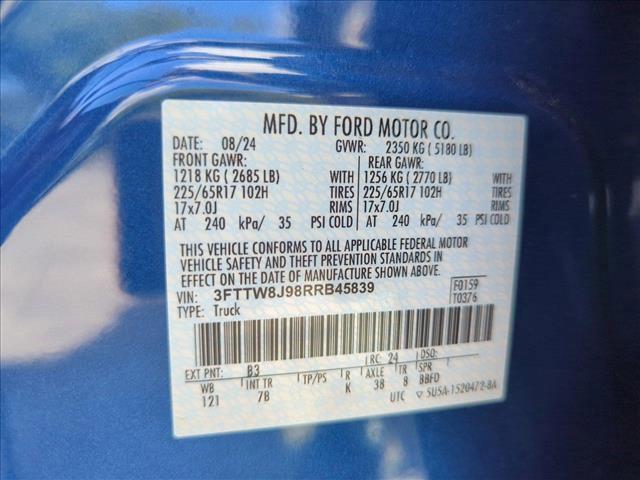 MFD. BY FORD MOTOR CO.
DATE: 08/24 GVWR: 2350 KG ( 5180 LB)
FRONT GAWR: REAR GAWR:
1218 KG ( 2685 LB) WITH 1256 KG ( 2770 LB) WITH
225/65R17 102H TIRES 225/65R17 102H TIRES
17x7.0J RIMS 17x7.0J RIMS
AT 240 kPa/ 35 PSI COLD AT 240 kPa/ 35 PSI COLD
THIS VEHICLE CONFORMS TO ALL APPLICABLE FEDERAL MOTOR
VEHICLE SAFETY AND THEFT PREVENTION STANDARDS IN
EFFECT ON THE DATE OF MANUFACTURE SHOWN ABOVE.
VIN: 3FTTW8J98RRB45839 F0159
TYPE: Truck T0376
EXT PNT: B3 RC: 24 DSO:
WB INT TR TP/PS R AXLE TR SPR
121 7B K 38 8 BBFD
UTC ▽ 5U5A-1520472-BA